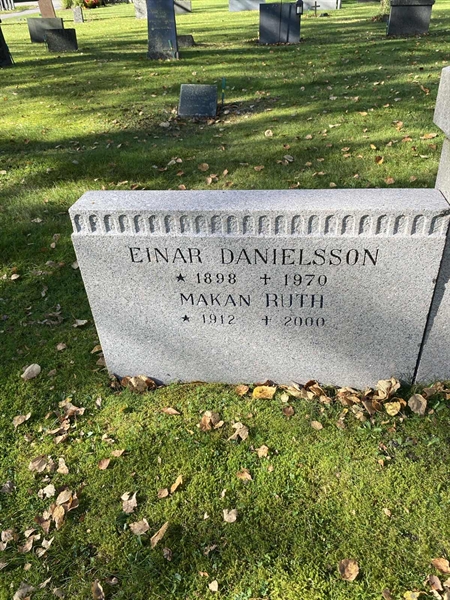 EINAR DANIELSSON
* 1898 + 1970
MAKAN RUTH
* 1912 + 2000